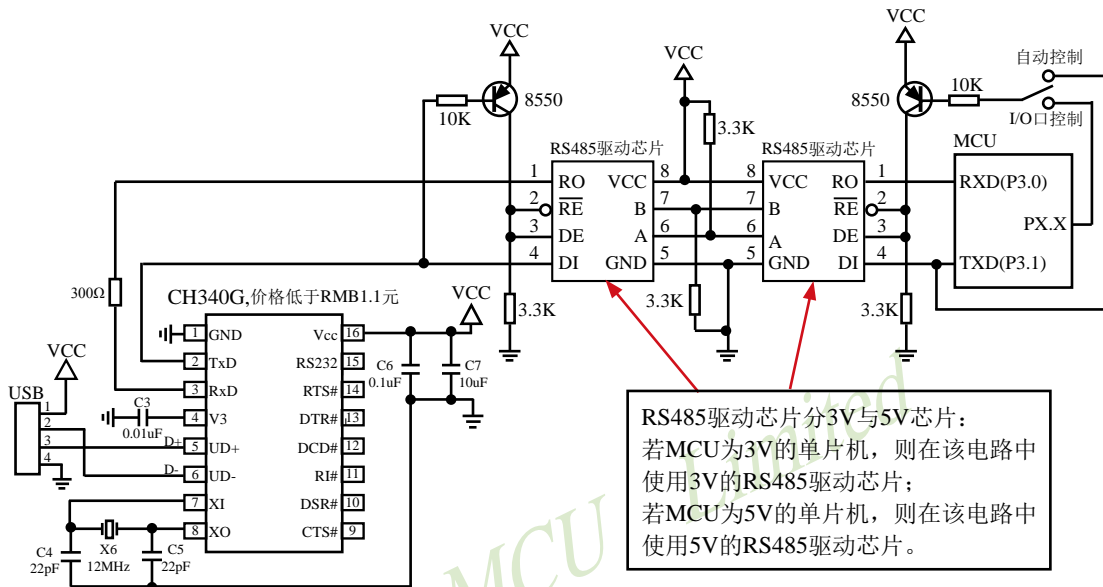 VCC
VCC
VCC
自动控制
8550
10K
8550
10K
I/O口控制
3.3K
MCU
RS485驱动芯片
RS485驱动芯片
1 RO VCC 8
2 RE B 7
3 DE A 6
4 DI GND 5
8 VCC RO 1
7 B RE 2
6 A DE 3
5 GND DI 4
RXD(P3.0)
PX.X
TXD(P3.1)
300Ω
3.3K
3.3K
3.3K
CH340G,价格低于RMB1.1元
VCC
1 GND Vcc 16
2 TxD RS232 15
3 RxD RTS# 14
4 V3 DTR# 13
5 UD+ DCD# 12
6 UD- RI# 11
7 XI DSR# 10
8 XO CTS# 9
C6
0.1uF
C7
10uF
VCC
USB
1
2
3
4
C3
0.01uF
D+
D-
C4
22pF
X6
12MHz
C5
22pF
RS485驱动芯片分3V与5V芯片：
若MCU为3V的单片机，则在该电路中
使用3V的RS485驱动芯片；
若MCU为5V的单片机，则在该电路中
使用5V的RS485驱动芯片。
MCU Limited